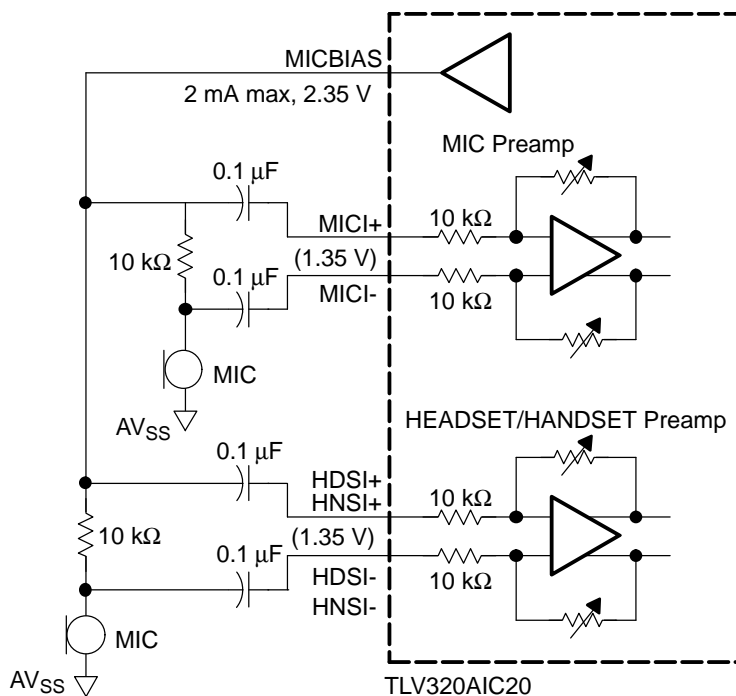 MICBIAS
2 mA max, 2.35 V
MIC Preamp
0.1 μF
MICI+
10 kΩ
10 kΩ
0.1 μF
(1.35 V)
MICI-
10 kΩ
MIC
AVSS
HEADSET/HANDSET Preamp
0.1 μF
HDSI+
HNSI+
10 kΩ
10 kΩ
0.1 μF
(1.35 V)
HDSI-
HNSI-
10 kΩ
MIC
AVSS
TLV320AIC20